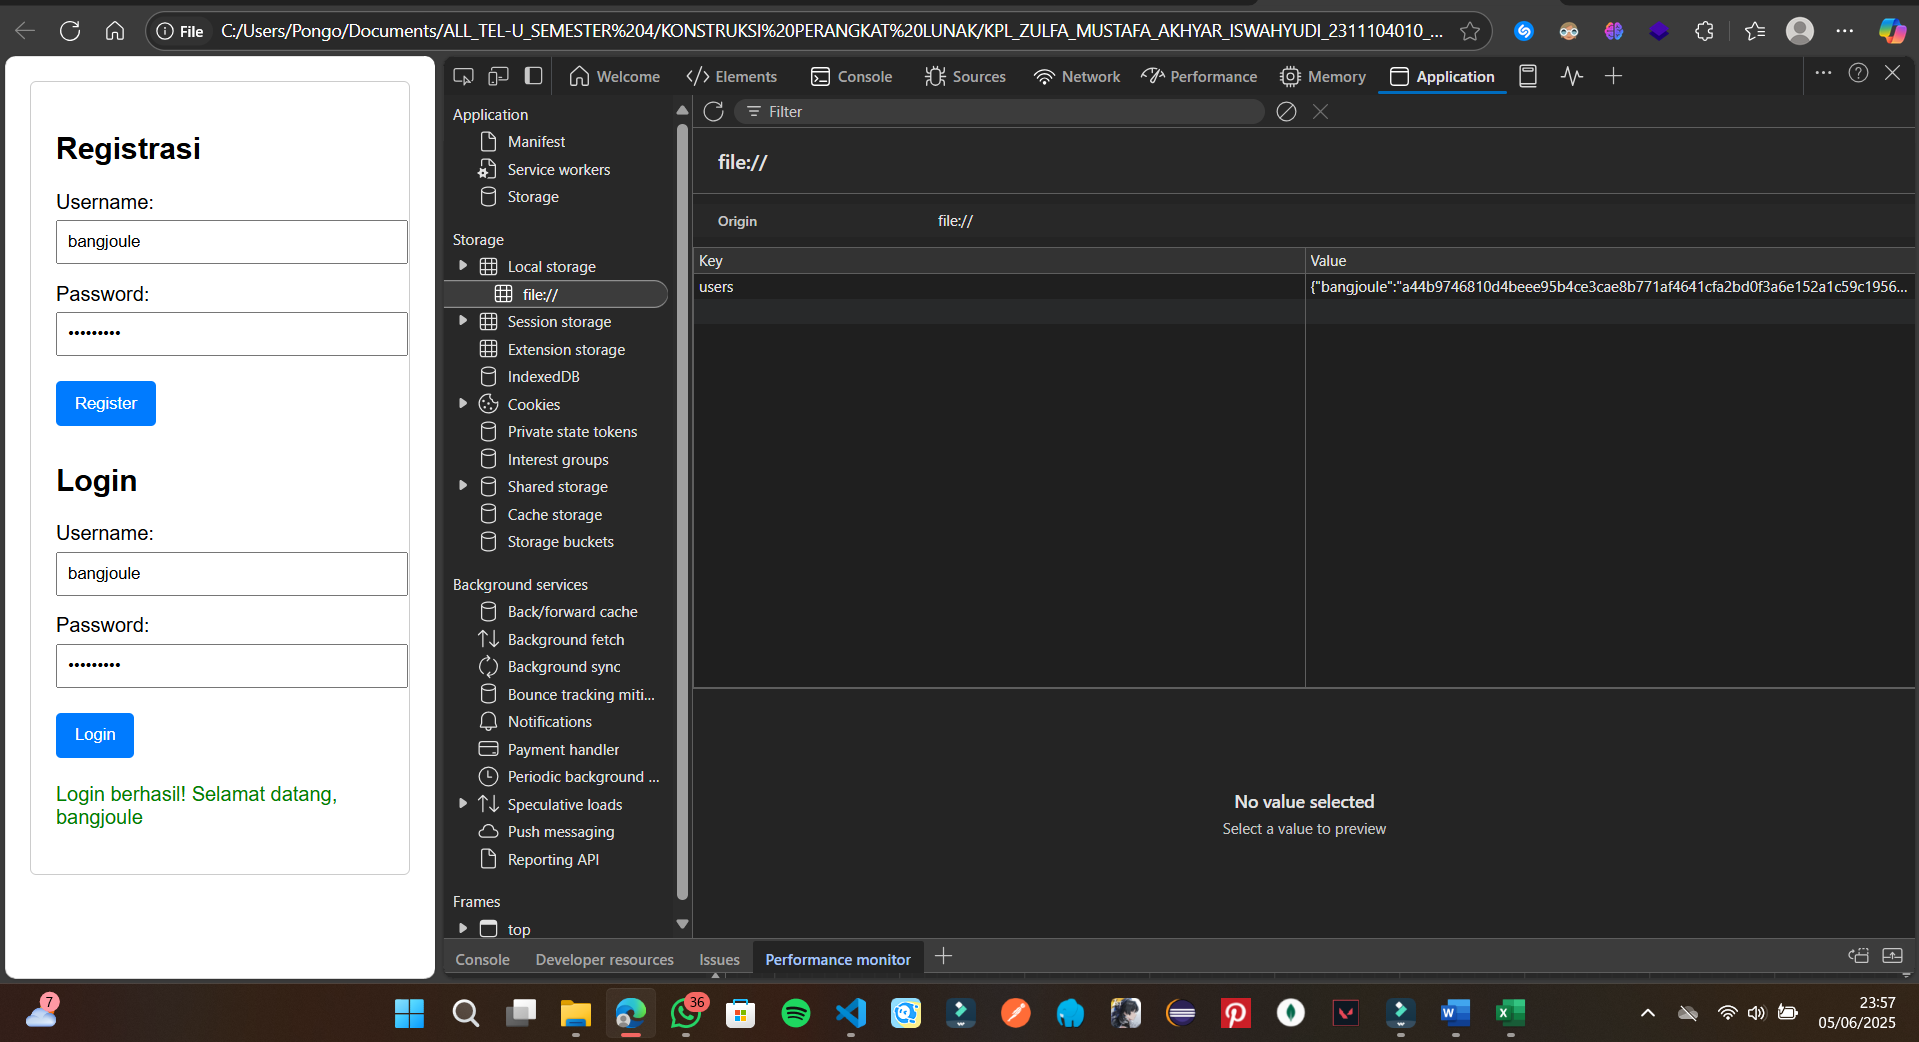 File
C:/Users/Pongo/Documents/ALL_TEL-U_SEMESTER%204/KONSTRUKSI%20PERANGKAT%20LUNAK/KPL_ZULFA_MUSTAFA_AKHYAR_ISWAHYUDI_2311104010_...
Registrasi
Username:
bangjoule
Password:
•••••••••
Register
Login
Username:
bangjoule
Password:
•••••••••
Login
Login berhasil! Selamat datang,
bangjoule
Welcome
Elements
Console
Sources
Network
Performance
Memory
Application
Application
Manifest
Service workers
Storage
Storage
Local storage
file://
Session storage
Extension storage
IndexedDB
Cookies
Private state tokens
Interest groups
Shared storage
Cache storage
Storage buckets
Background services
Back/forward cache
Background fetch
Background sync
Bounce tracking miti...
Notifications
Payment handler
Periodic background ...
Speculative loads
Push messaging
Reporting API
Frames
top
Filter
file://
Origin file://
Key Value
users {"bangjoule":"a44b9746810d4beee95b4ce3cae8b771af4641cfa2bd0f3a6e152a1c59c1956...
No value selected
Select a value to preview
Console
Developer resources
Issues
Performance monitor
7
36
23:57
05/06/2025